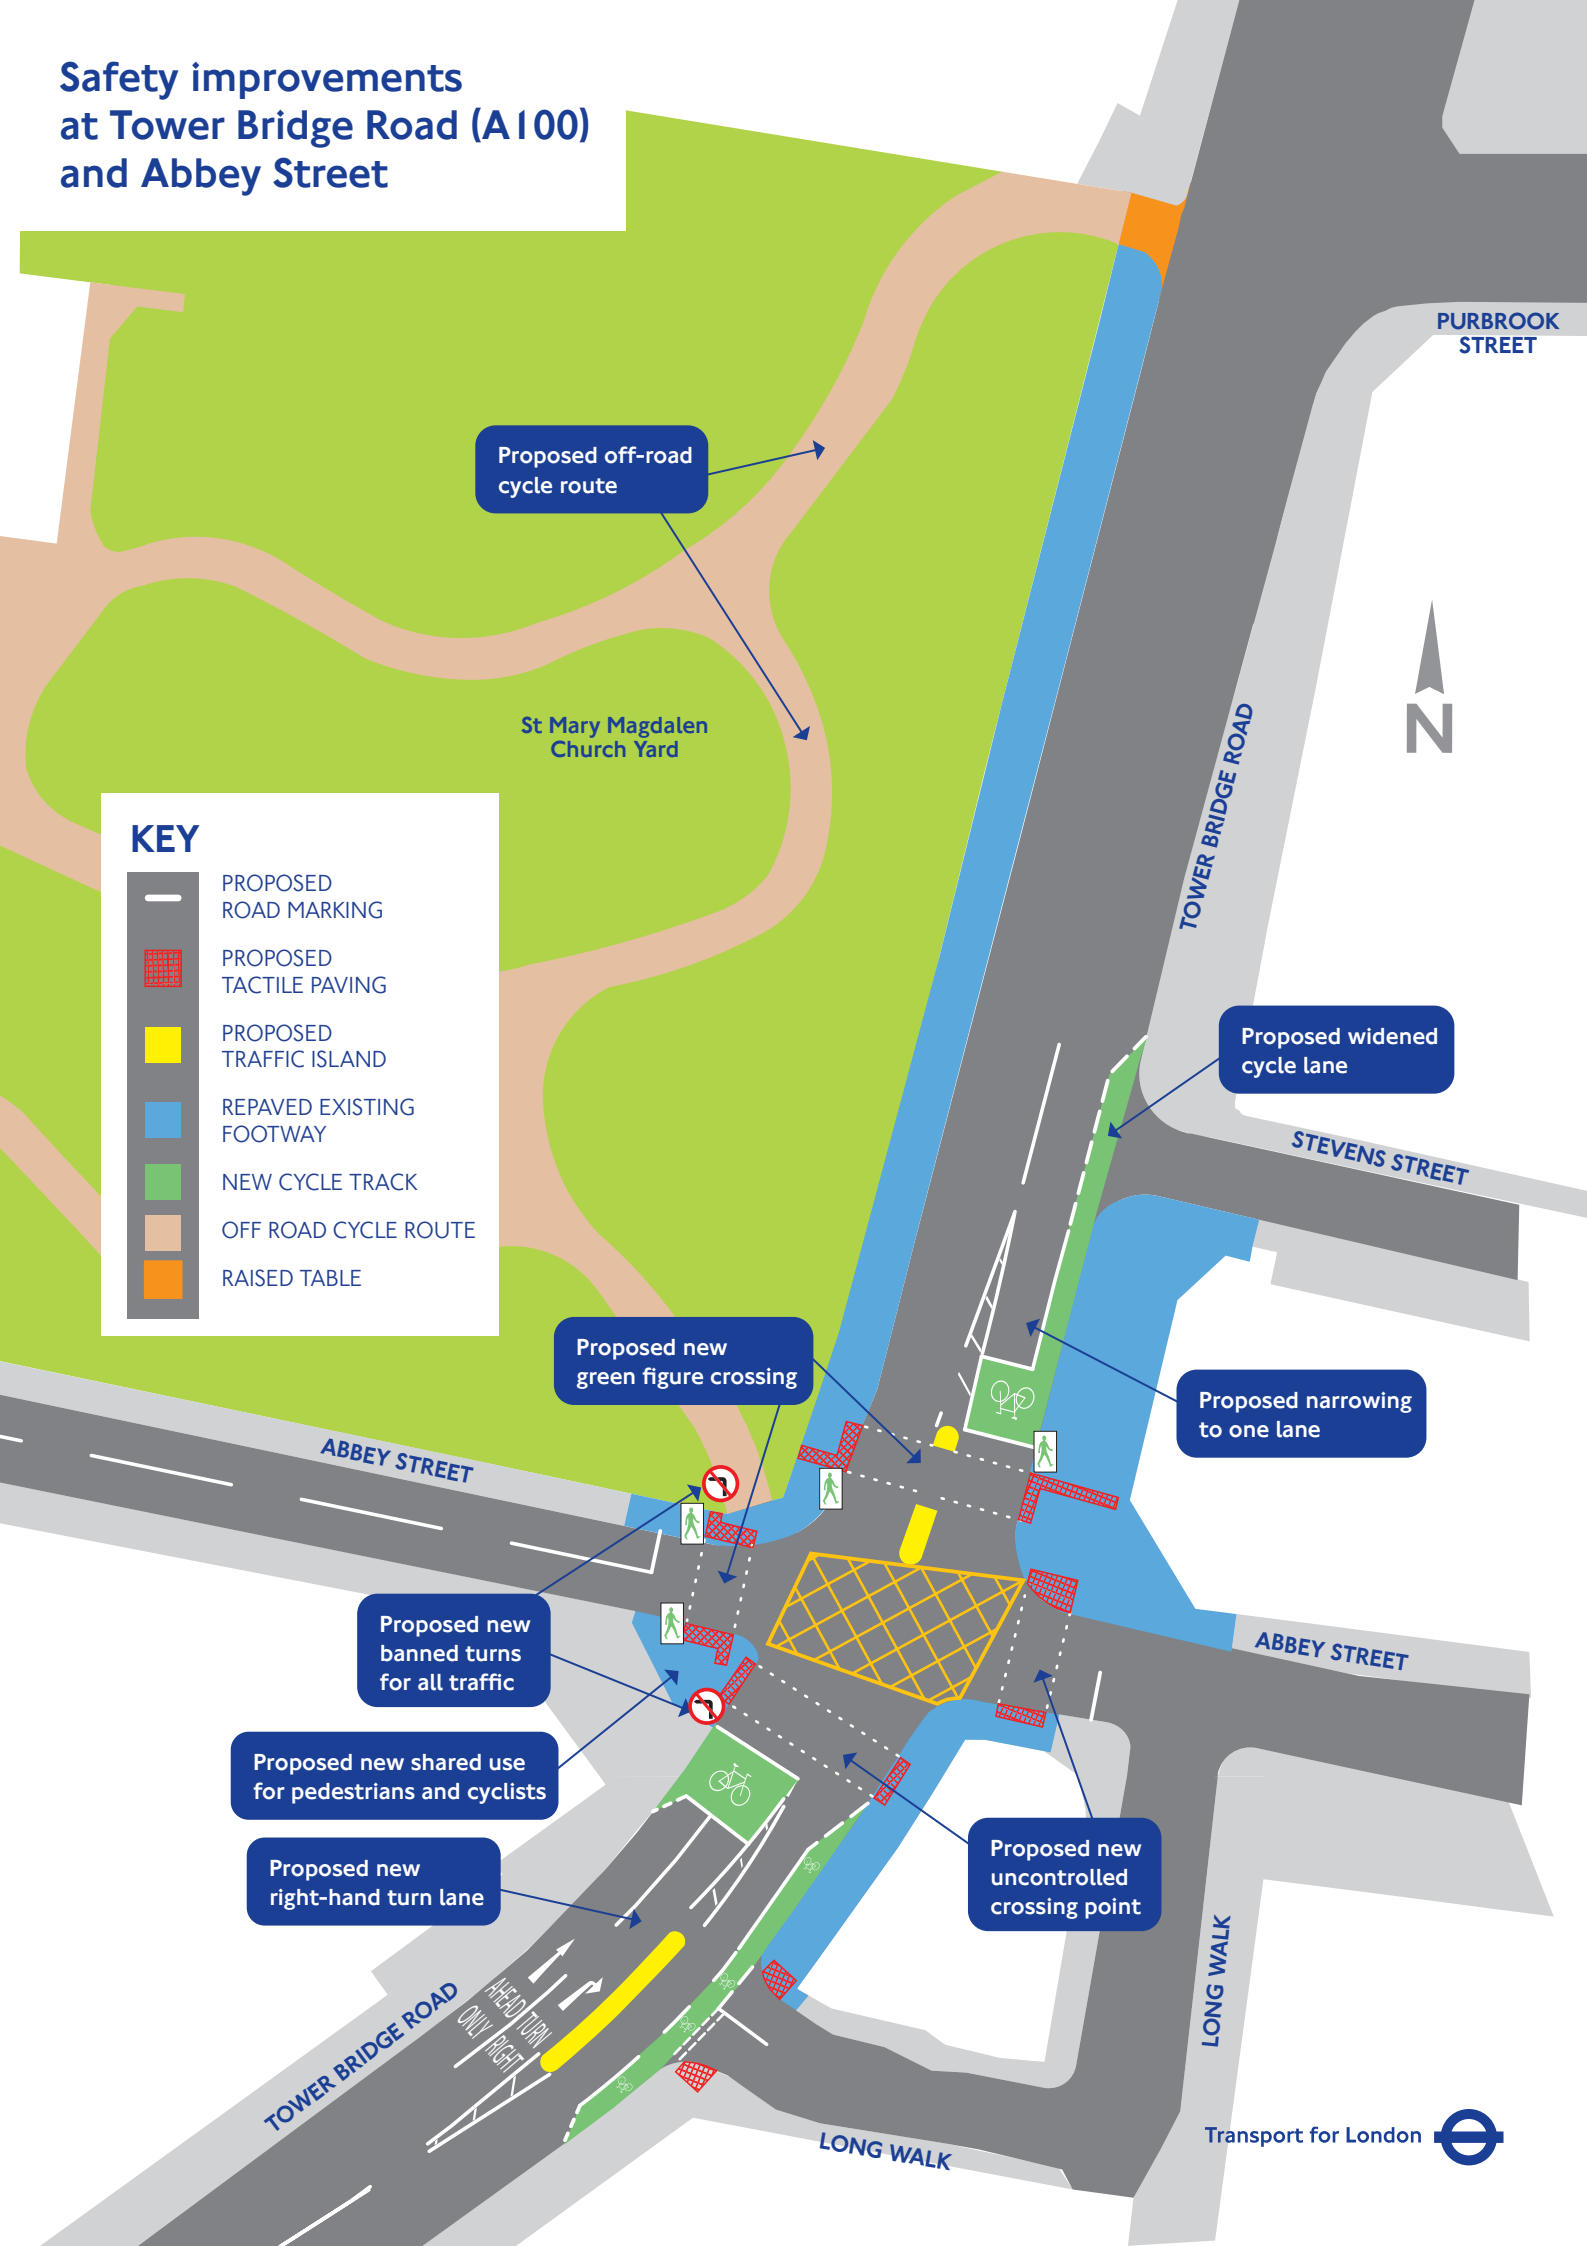 Safety improvements
at Tower Bridge Road (A100)
and Abbey Street
PURBROOK
STREET
Proposed off-road
cycle route
St Mary Magdalen
Church Yard
N
TOWER BRIDGE ROAD
KEY
PROPOSED
ROAD MARKING
PROPOSED
TACTILE PAVING
PROPOSED
TRAFFIC ISLAND
REPAVED EXISTING
FOOTWAY
NEW CYCLE TRACK
OFF ROAD CYCLE ROUTE
RAISED TABLE
Proposed widened
cycle lane
STEVENS STREET
Proposed new
green figure crossing
Proposed narrowing
to one lane
ABBEY STREET
Proposed new
banned turns
for all traffic
ABBEY STREET
Proposed new shared use
for pedestrians and cyclists
Proposed new
right-hand turn lane
Proposed new
uncontrolled
crossing point
AHEAD
ONLY
TURN
RIGHT
TOWER BRIDGE ROAD
LONG WALK
LONG WALK
Transport for London